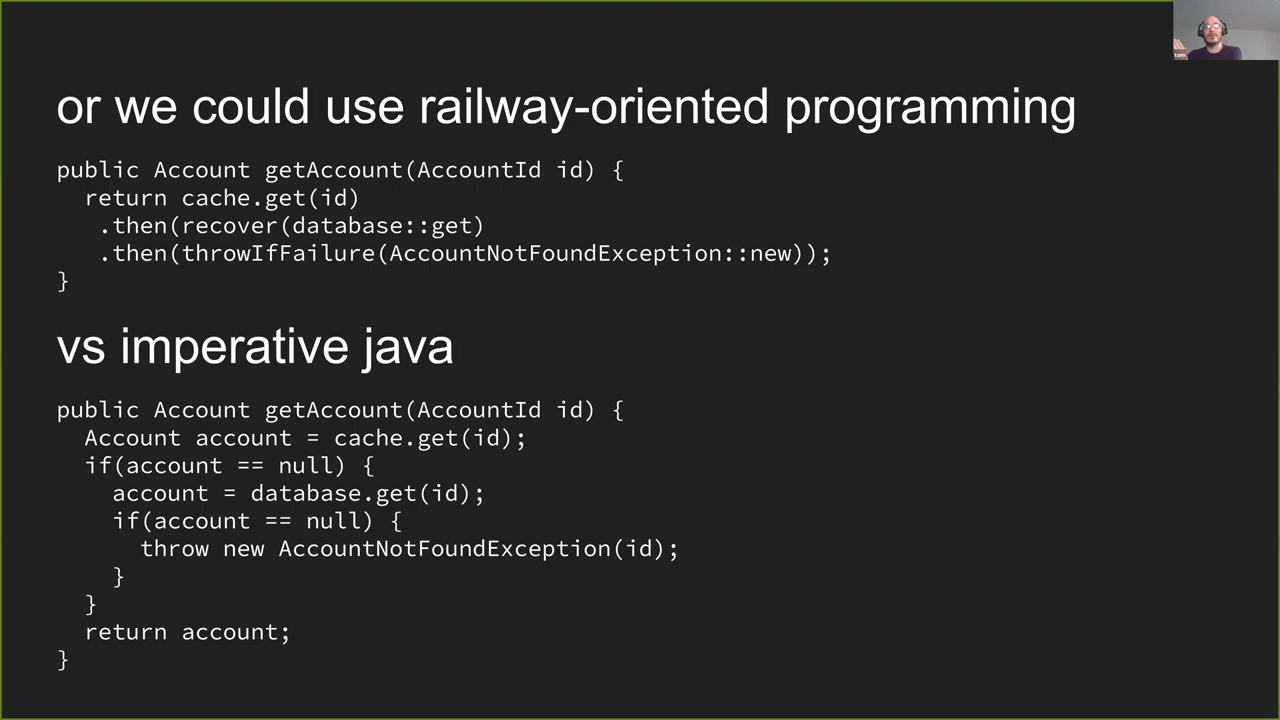 or we could use railway-oriented programming
public Account getAccount(AccountId id) {
  return cache.get(id)
   .then(recover(database::get)
   .then(throwIfFailure(AccountNotFoundException::new));
}
vs imperative java
public Account getAccount(AccountId id) {
  Account account = cache.get(id);
  if(account == null) {
    account = database.get(id);
    if(account == null) {
      throw new AccountNotFoundException(id);
    }
  }
  return account;
}
tom